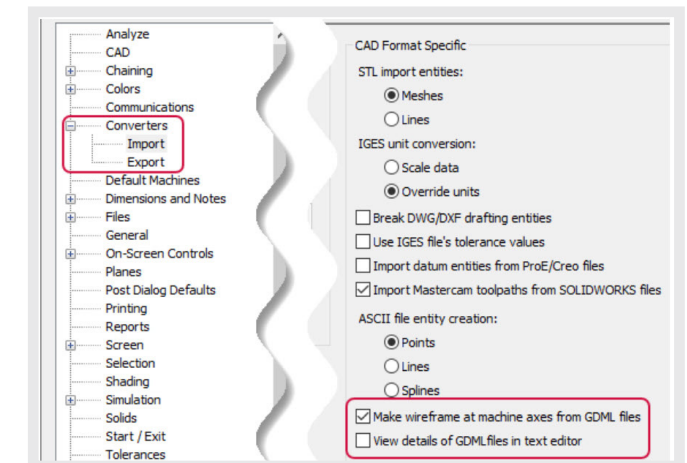 Analyze
CAD
Chaining
Colors
Communications
Converters
Import
Export
Default Machines
Dimensions and Notes
Files
General
On-Screen Controls
Planes
Post Dialog Defaults
Printing
Reports
Screen
Selection
Shading
Simulation
Solids
Start / Exit
Tolerances
CAD Format Specific
STL import entities:
Meshes
Lines
IGES unit conversion:
Scale data
Override units
Break DWG/DXF drafting entities
Use IGES file's tolerance values
Import datum entities from ProE/Creo files
Import Mastercam toolpaths from SOLIDWORKS files
ASCII file entity creation:
Points
Lines
Splines
Make wireframe at machine axes from GDML files
View details of GDMLfiles in text editor